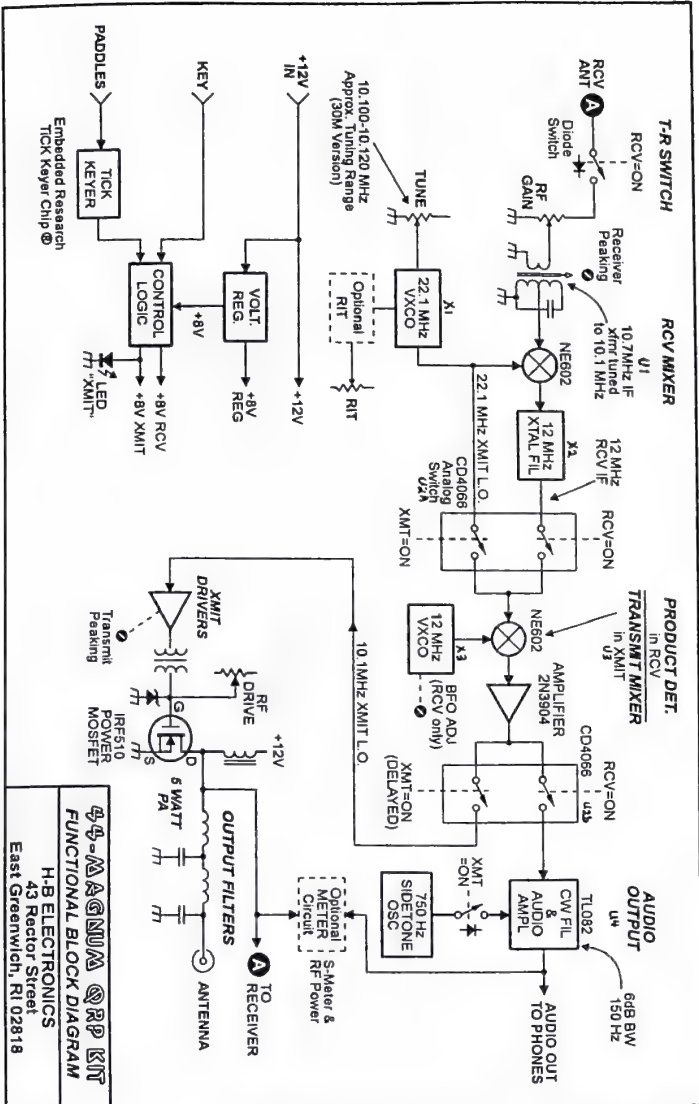 T-R SWITCH
RCV MIXER
PRODUCT DET.
in RCV
TRANSMIT MIXER
in XMIT
U3
AUDIO
OUTPUT
U4
RCV=ON
RCV
ANT
A
Diode
Switch
RF
GAIN
Receiver
Peaking
U1
10.7MHz IF
xfmr tuned
to 10.1 MHz
NE602
X2
12 MHz
XTAL FIL
12 MHz
RCV IF
RCV=ON
22.1 MHz XMIT L.O.
CD4066
Analog
Switch
U2A
XMT=ON
NE602
12 MHz
VXCO
X3
BFO ADJ
(RCV only)
AMPLIFIER
2N3904
CD4066
RCV=ON
U2b
XMT=ON
(DELAYED)
TL082
CW FIL
&
AUDIO
AMPL
6dB BW
150 Hz
AUDIO OUT
TO PHONES
XMT
=ON
750 Hz
SIDETONE
OSC
10.100-10.120 MHz
Approx. Tuning Range
(30M Version)
TUNE
X1
22.1 MHz
VXCO
Optional
RIT
RIT
10.1MHz XMIT L.O.
+12V
IN
+12V
VOLT.
REG.
+8V
REG
+8V
KEY
CONTROL
LOGIC
+8V RCV
+8V XMIT
LED
"XMIT"
PADDLES
TiCK
KEYER
Embedded Research
TiCK Keyer Chip ®
XMIT
DRIVERS
Transmit
Peaking
RF
DRIVE
+12V
G
D
S
IRF510
POWER
MOSFET
5 WATT
PA
OUTPUT FILTERS
Optional
METER
Circuit
S-Meter &
RF Power
A
TO
RECEIVER
ANTENNA
44-MAGNUM QRP KIT
FUNCTIONAL BLOCK DIAGRAM
H-B ELECTRONICS
43 Rector Street
East Greenwich, RI 02818